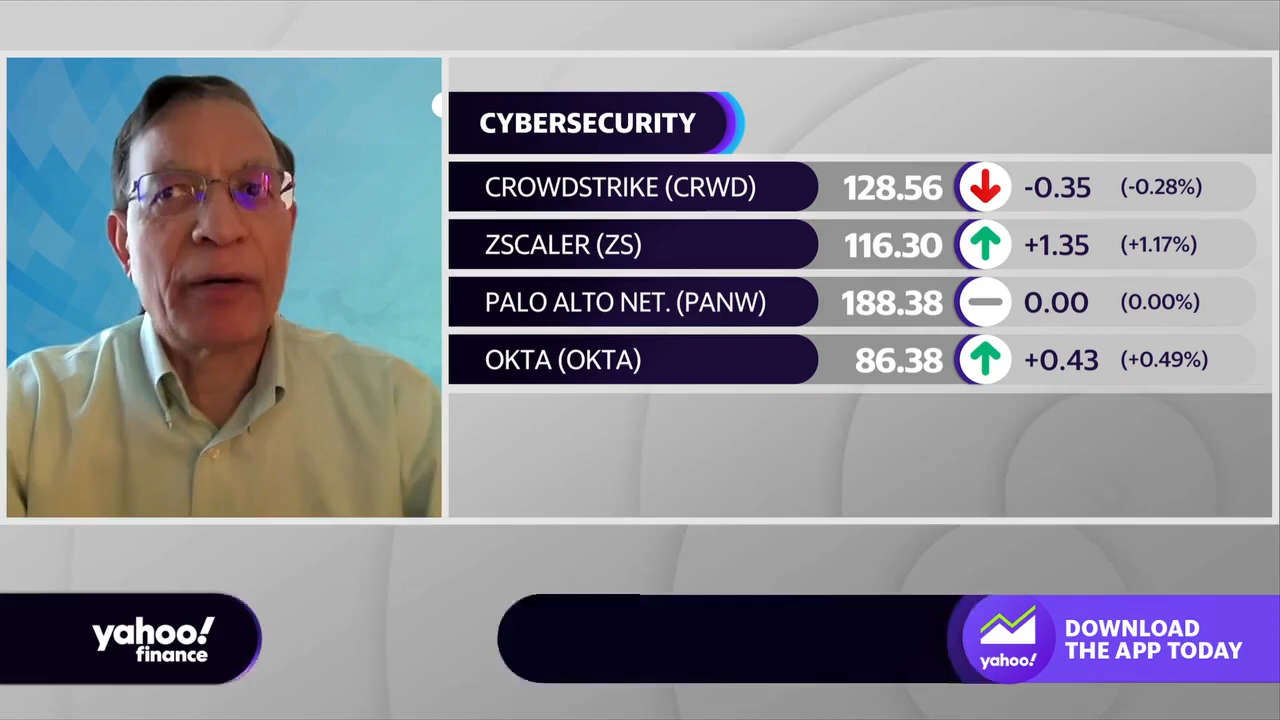 CYBERSECURITY
CROWDSTRIKE (CRWD) 128.56 -0.35 (-0.28%)
ZSCALER (ZS) 116.30 +1.35 (+1.17%)
PALO ALTO NET. (PANW) 188.38 0.00 (0.00%)
OKTA (OKTA) 86.38 +0.43 (+0.49%)
yahoo!
finance
yahoo!
DOWNLOAD
THE APP TODAY